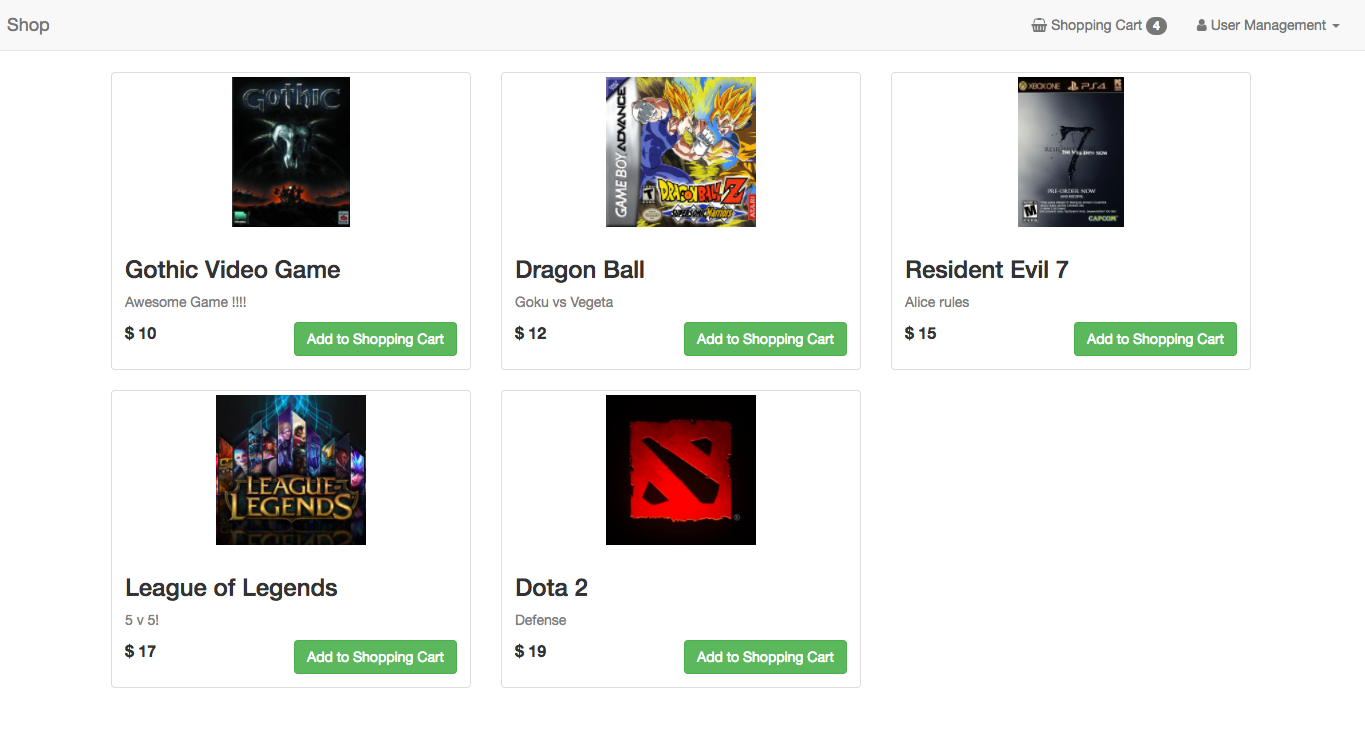 Shop
Shopping Cart 4
User Management
GOTHIC
GAME BOY ADVANCE
DRAGON BALL Z
SUPERSONIC WARRIORS
ATARI
XBOX ONE PS4
7
PRE-ORDER NOW
M
CAPCOM
Gothic Video Game
Awesome Game !!!!
$ 10
Add to Shopping Cart
Dragon Ball
Goku vs Vegeta
$ 12
Add to Shopping Cart
Resident Evil 7
Alice rules
$ 15
Add to Shopping Cart
LEAGUE OF
LEGENDS
League of Legends
5 v 5!
$ 17
Add to Shopping Cart
Dota 2
Defense
$ 19
Add to Shopping Cart